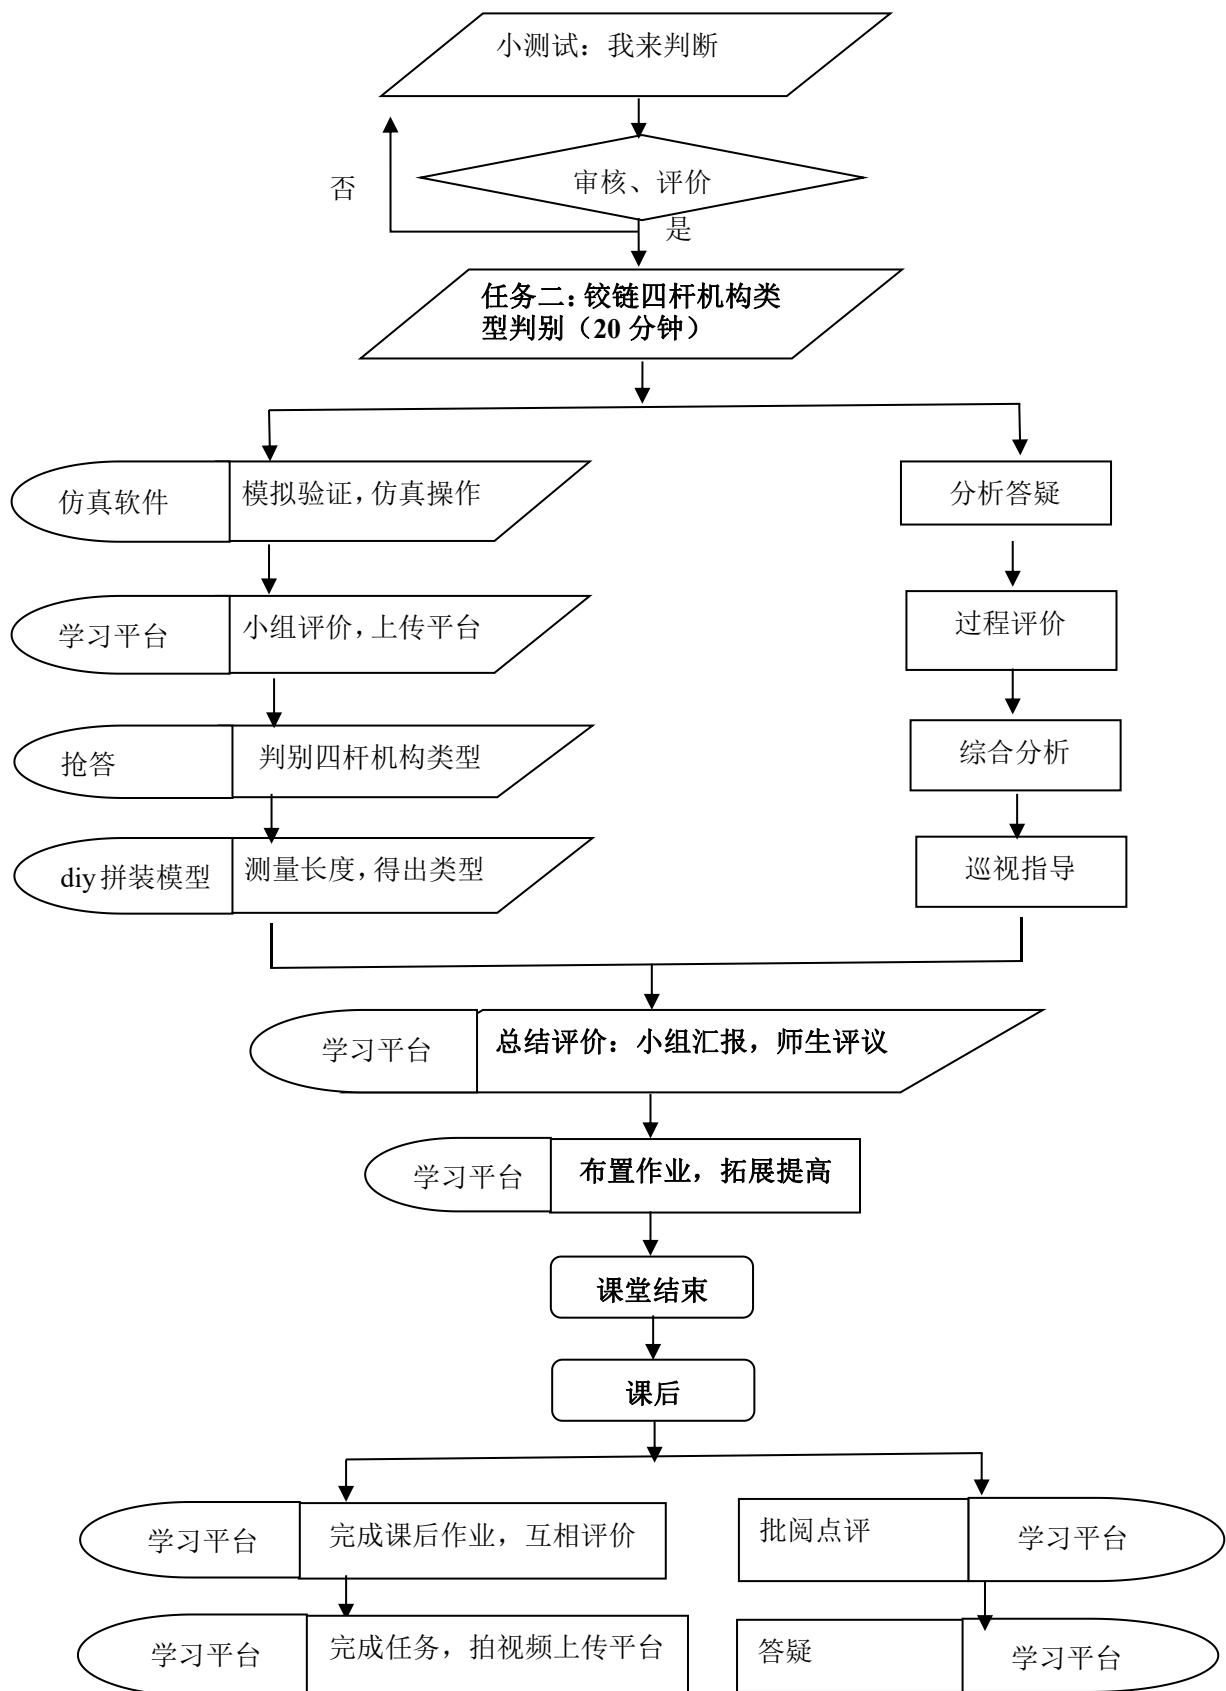 小测试：我来判断
否
审核、评价
是
任务二：铰链四杆机构类
型判别（20 分钟）
仿真软件
模拟验证，仿真操作
分析答疑
学习平台
小组评价，上传平台
过程评价
抢答
判别四杆机构类型
综合分析
diy 拼装模型
测量长度，得出类型
巡视指导
学习平台
总结评价：小组汇报，师生评议
学习平台
布置作业，拓展提高
课堂结束
课后
学习平台
完成课后作业，互相评价
批阅点评
学习平台
学习平台
完成任务，拍视频上传平台
答疑
学习平台